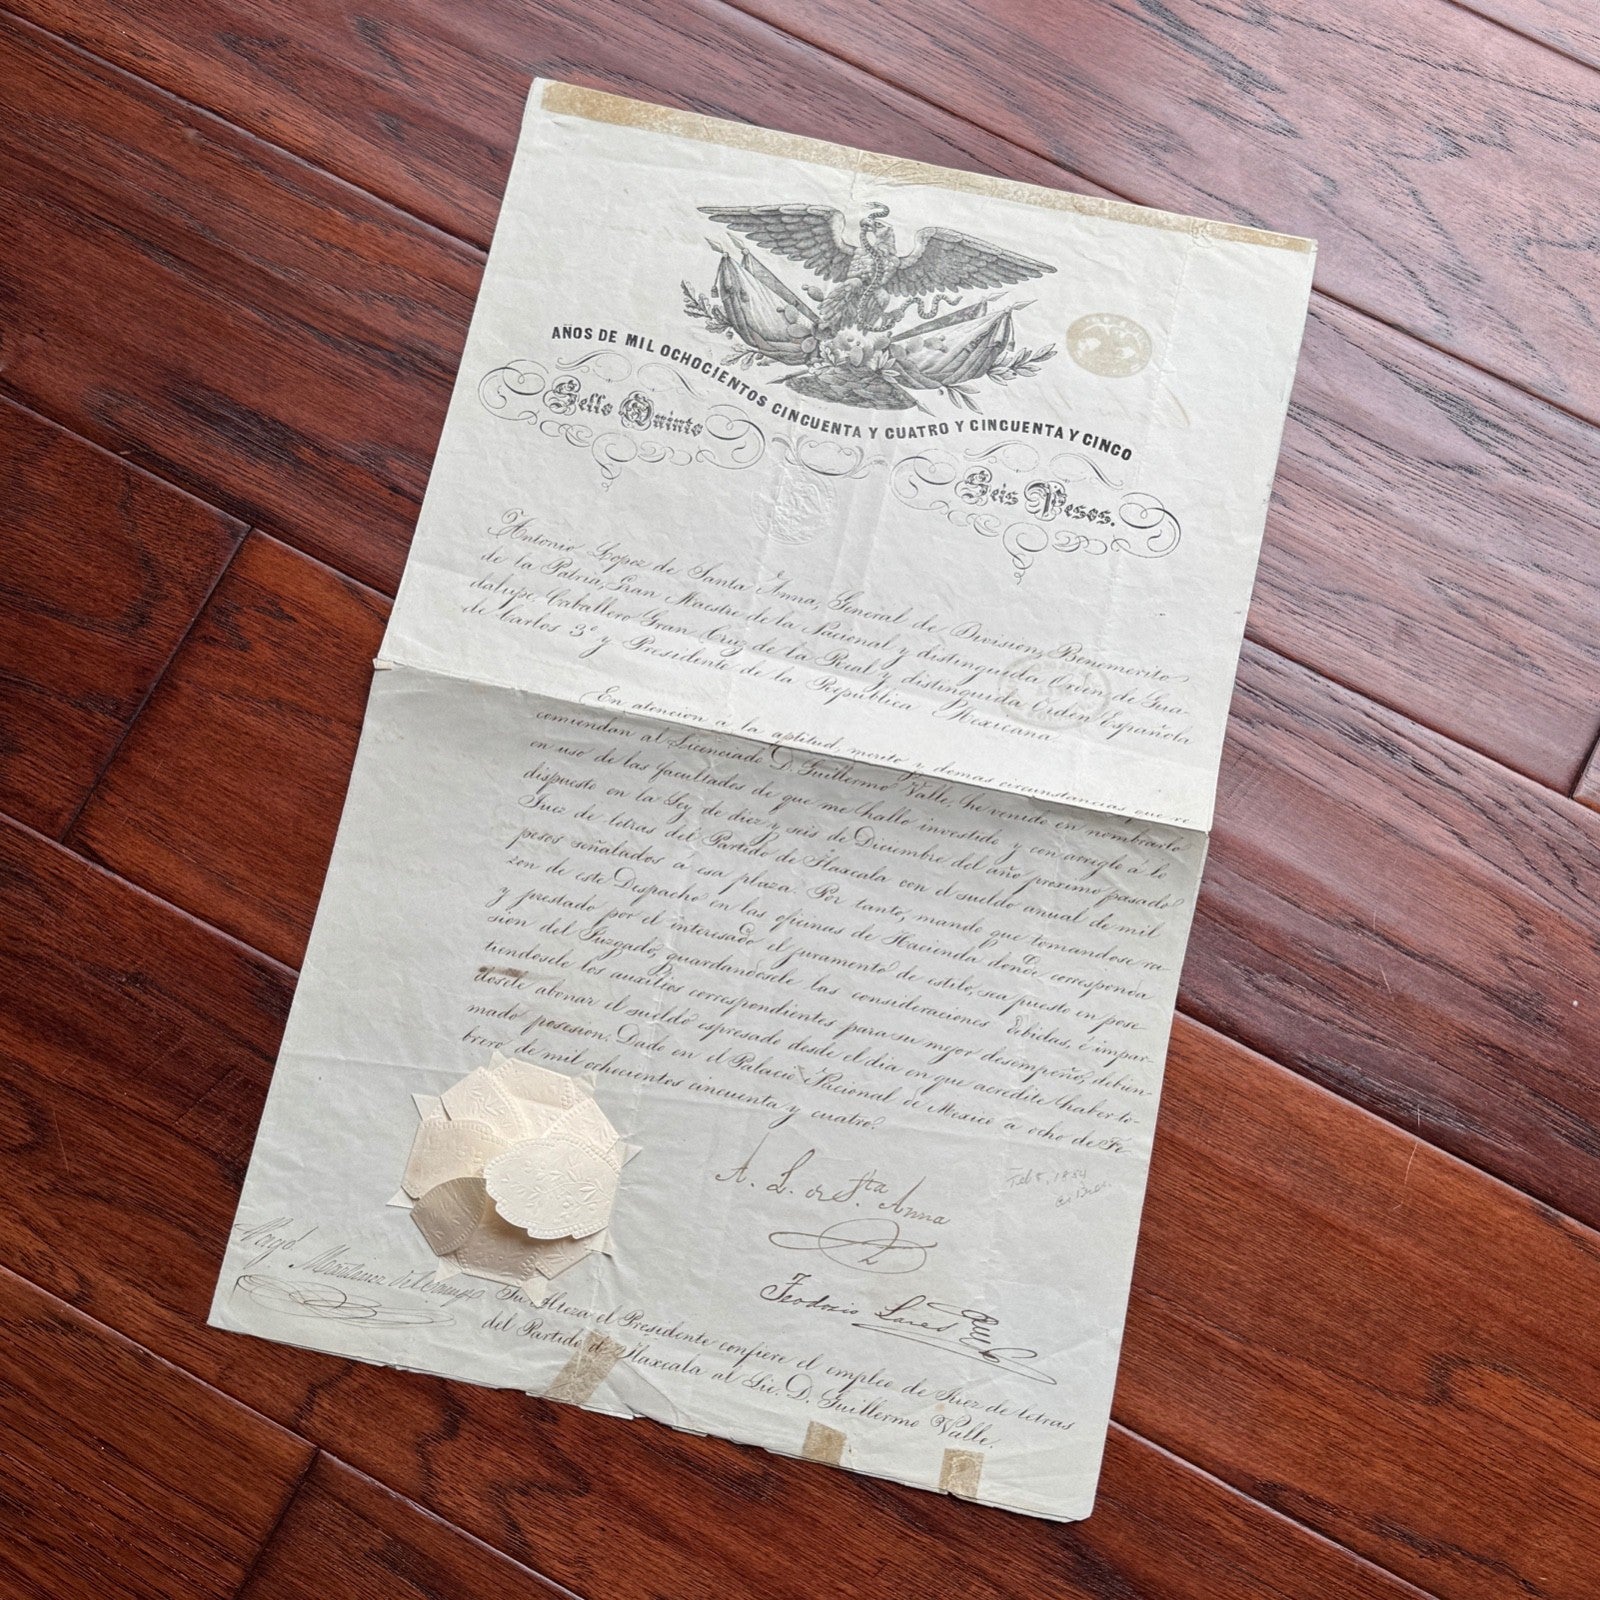 AÑOS DE MIL OCHOCIENTOS CINCUENTA Y CUATRO Y CINCUENTA Y CINCO
Sello Quinto
Seis Pesos.
Antonio Lopez de Santa Anna, General de Division, Benemerito
de la Patria, Gran Maestre de la Nacional y distinguida Orden de Gua-
dalupe, Caballero Gran Cruz de la Real y distinguida Orden Española
de Carlos 3º y Presidente de la Republica Mexicana.
En atencion á la aptitud, merito y demas circunstancias que re
comiendan al Licenciado D. Guillermo Valle, he venido en nombrarlo
en uso de las facultades de que me hallo investido y con arreglo á lo
dispuesto en la Ley de diez y seis de Diciembre del año proximo pasado
Juez de letras del Partido de Tlaxcala con el sueldo anual de mil
pesos señalados á esa plaza. Por tanto, mando que tomandose ra
zon de este Despacho en las oficinas de Hacienda donde corresponda
y prestado por el interesado el juramento de estilo, sea puesto en pose
sion del Juzgado, guardandosele las consideraciones debidas, é impar-
tiendosele los auxilios correspondientes para su mejor desempeño, debien-
dosele abonar el sueldo espresado desde el dia en que acredite haber to-
mado posesion. Dado en el Palacio Nacional de Mexico a ocho de Fe
brero de mil ochocientos cincuenta y cuatro.
A. L. de Sta Anna
Feb 8, 1854
Teodosio Lares
Su Alteza el Presidente confiere el empleo de Juez de letras
del Partido de Tlaxcala al Lic. D. Guillermo Valle.